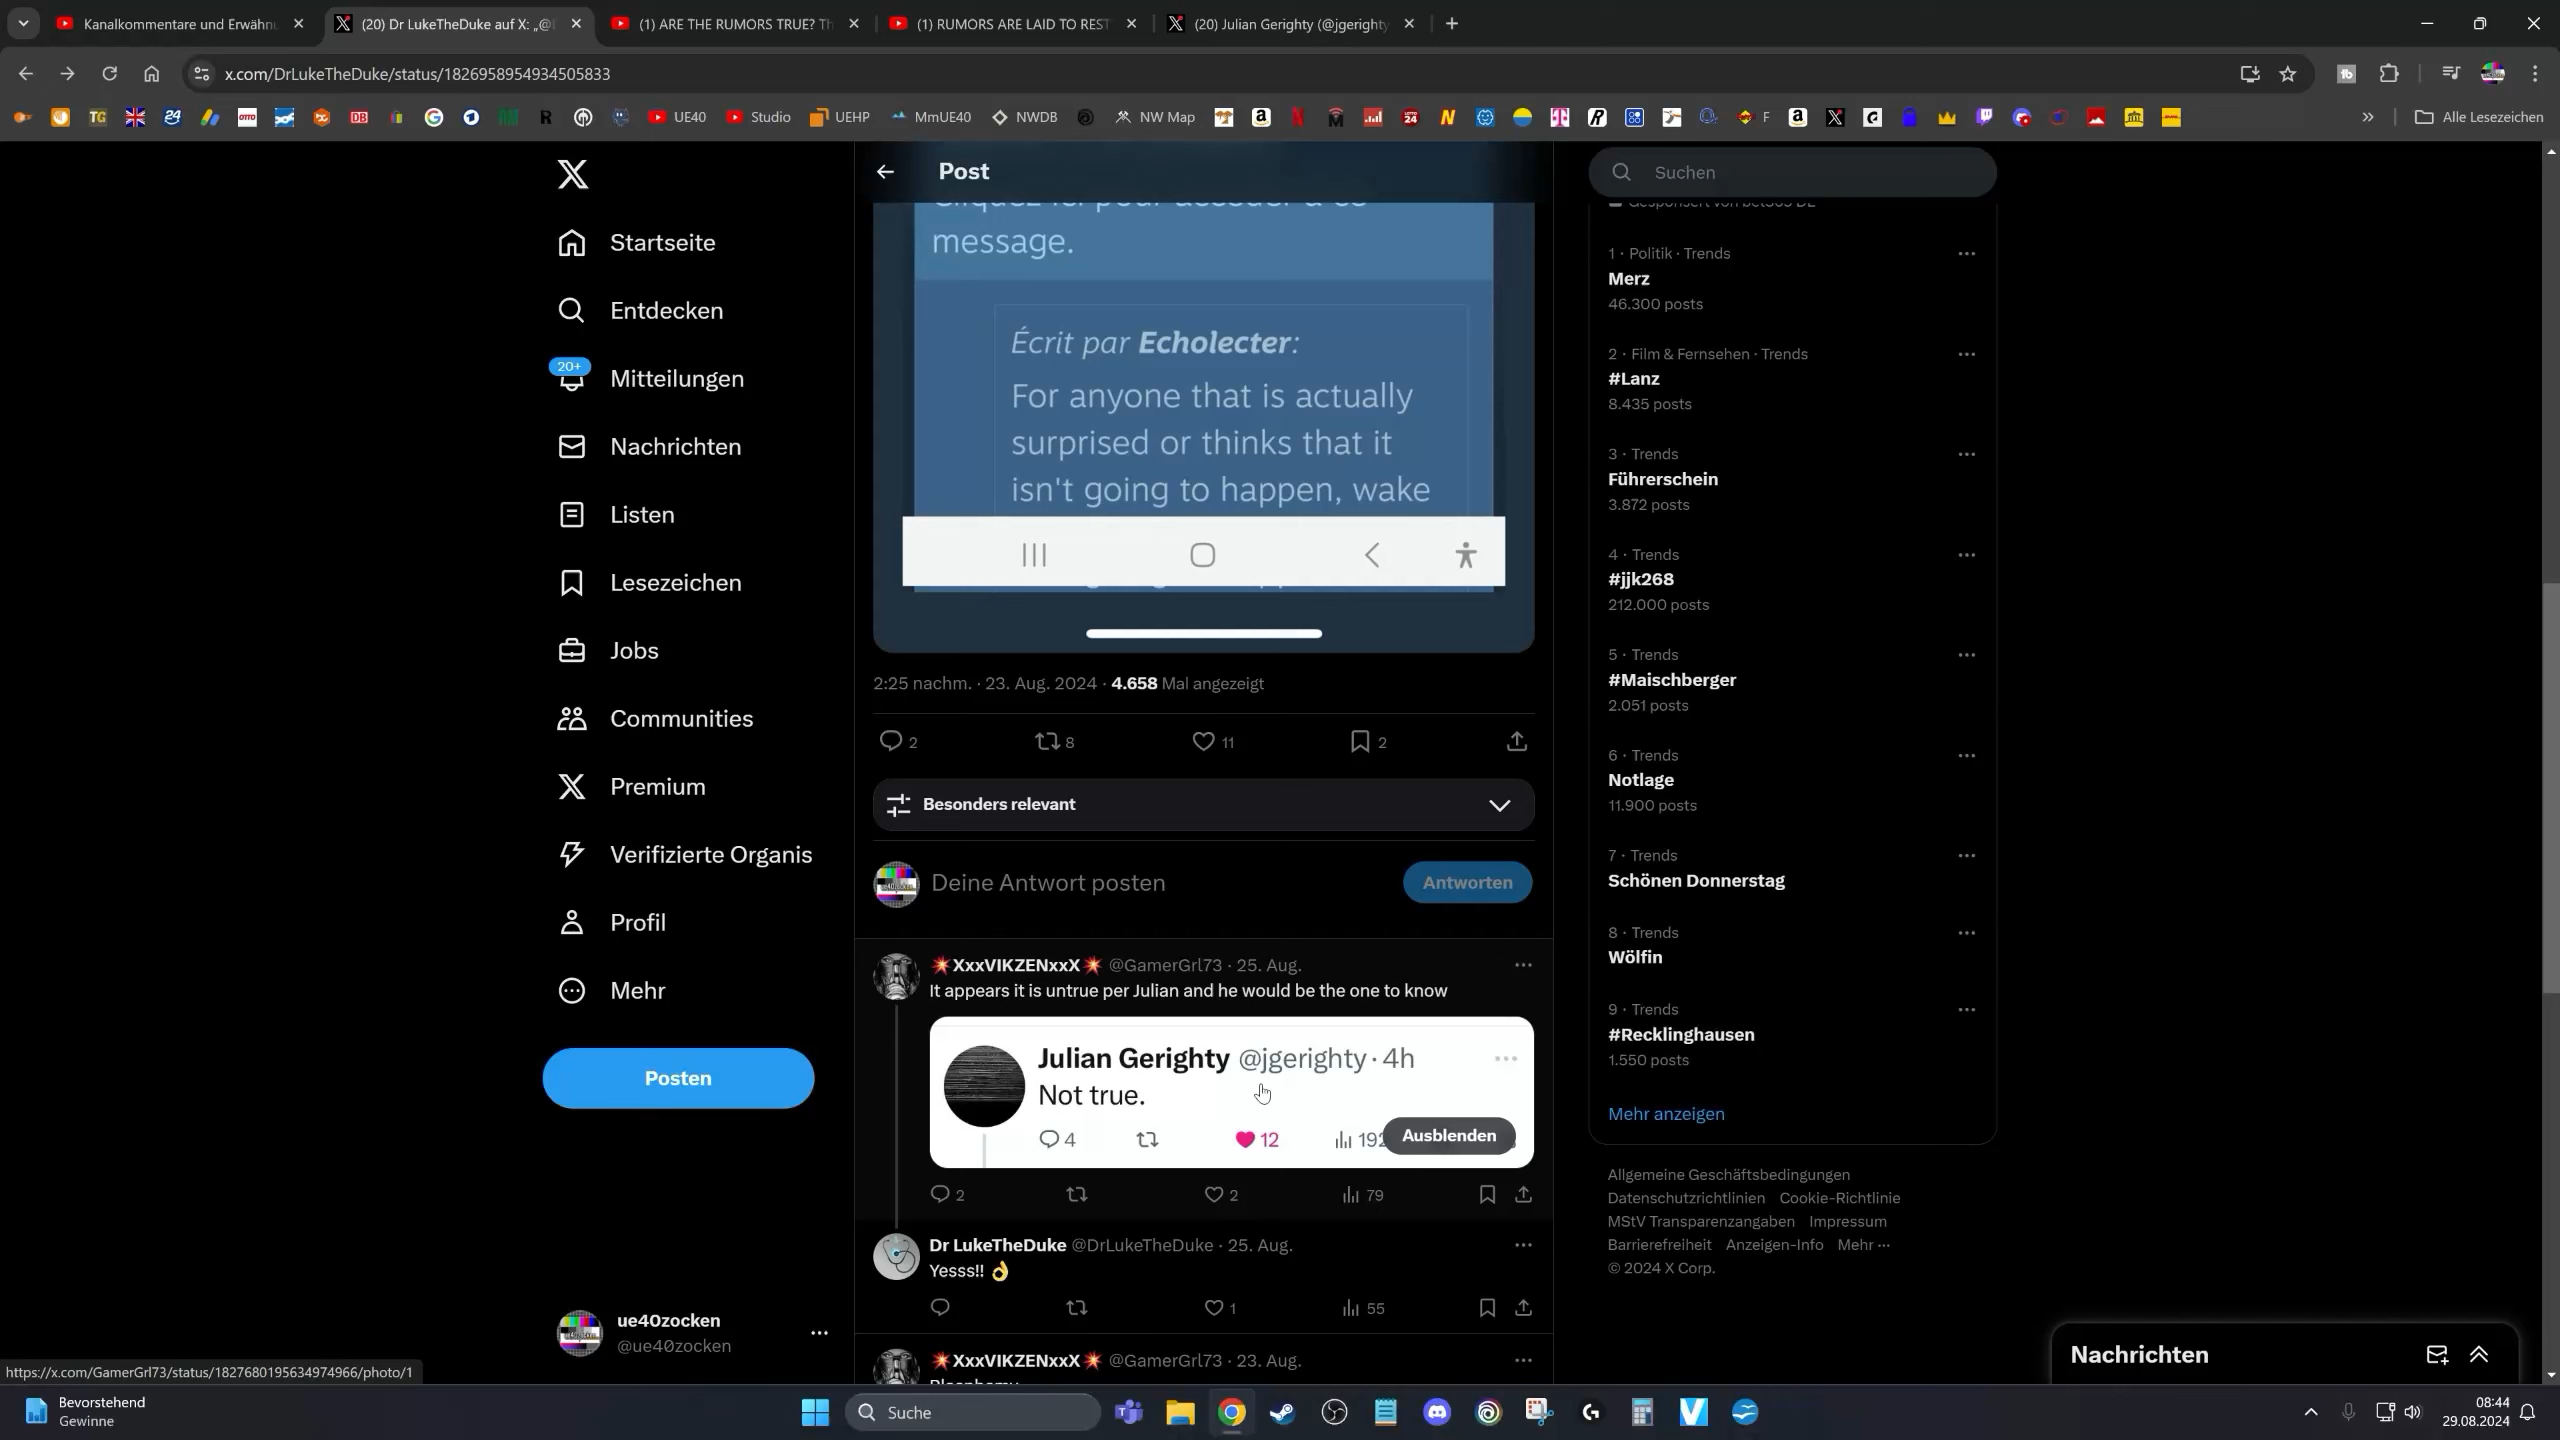 Kanalkommentare und Erwähnu
(20) Dr LukeTheDuke auf X: „@
(1) ARE THE RUMORS TRUE? Th
(1) RUMORS ARE LAID TO REST
(20) Julian Gerighty (@jgerighty
x.com/DrLukeTheDuke/status/1826958954934505833
UE40
Studio
UEHP
MmUE40
NWDB
NW Map
F
Alle Lesezeichen
Startseite
Entdecken
20+
Mitteilungen
Nachrichten
Listen
Lesezeichen
Jobs
Communities
Premium
Verifizierte Organis
Profil
Mehr
Posten
ue40zocken
@ue40zocken
Post
message.
Écrit par Echolecter:
For anyone that is actually
surprised or thinks that it
isn't going to happen, wake
2:25 nachm. · 23. Aug. 2024 · 4.658 Mal angezeigt
2 8 11 2
Besonders relevant
Deine Antwort posten
Antworten
XxxVIKZENxxX @GamerGrl73 · 25. Aug.
It appears it is untrue per Julian and he would be the one to know
Julian Gerighty @jgerighty · 4h
Not true.
4 12 192
Ausblenden
2 2 79
Dr LukeTheDuke @DrLukeTheDuke · 25. Aug.
Yesss!! 👌
1 55
XxxVIKZENxxX @GamerGrl73 · 23. Aug.
Suchen
1 · Politik · Trends
Merz
46.300 posts
2 · Film & Fernsehen · Trends
#Lanz
8.435 posts
3 · Trends
Führerschein
3.872 posts
4 · Trends
#jjk268
212.000 posts
5 · Trends
#Maischberger
2.051 posts
6 · Trends
Notlage
11.900 posts
7 · Trends
Schönen Donnerstag
8 · Trends
Wölfin
9 · Trends
#Recklinghausen
1.550 posts
Mehr anzeigen
Allgemeine Geschäftsbedingungen
Datenschutzrichtlinien Cookie-Richtlinie
MStV Transparenzangaben Impressum
Barrierefreiheit Anzeigen-Info Mehr ···
© 2024 X Corp.
Nachrichten
https://x.com/GamerGrl73/status/1827680195634974966/photo/1
Bevorstehend
Gewinne
Suche
08:44
29.08.2024